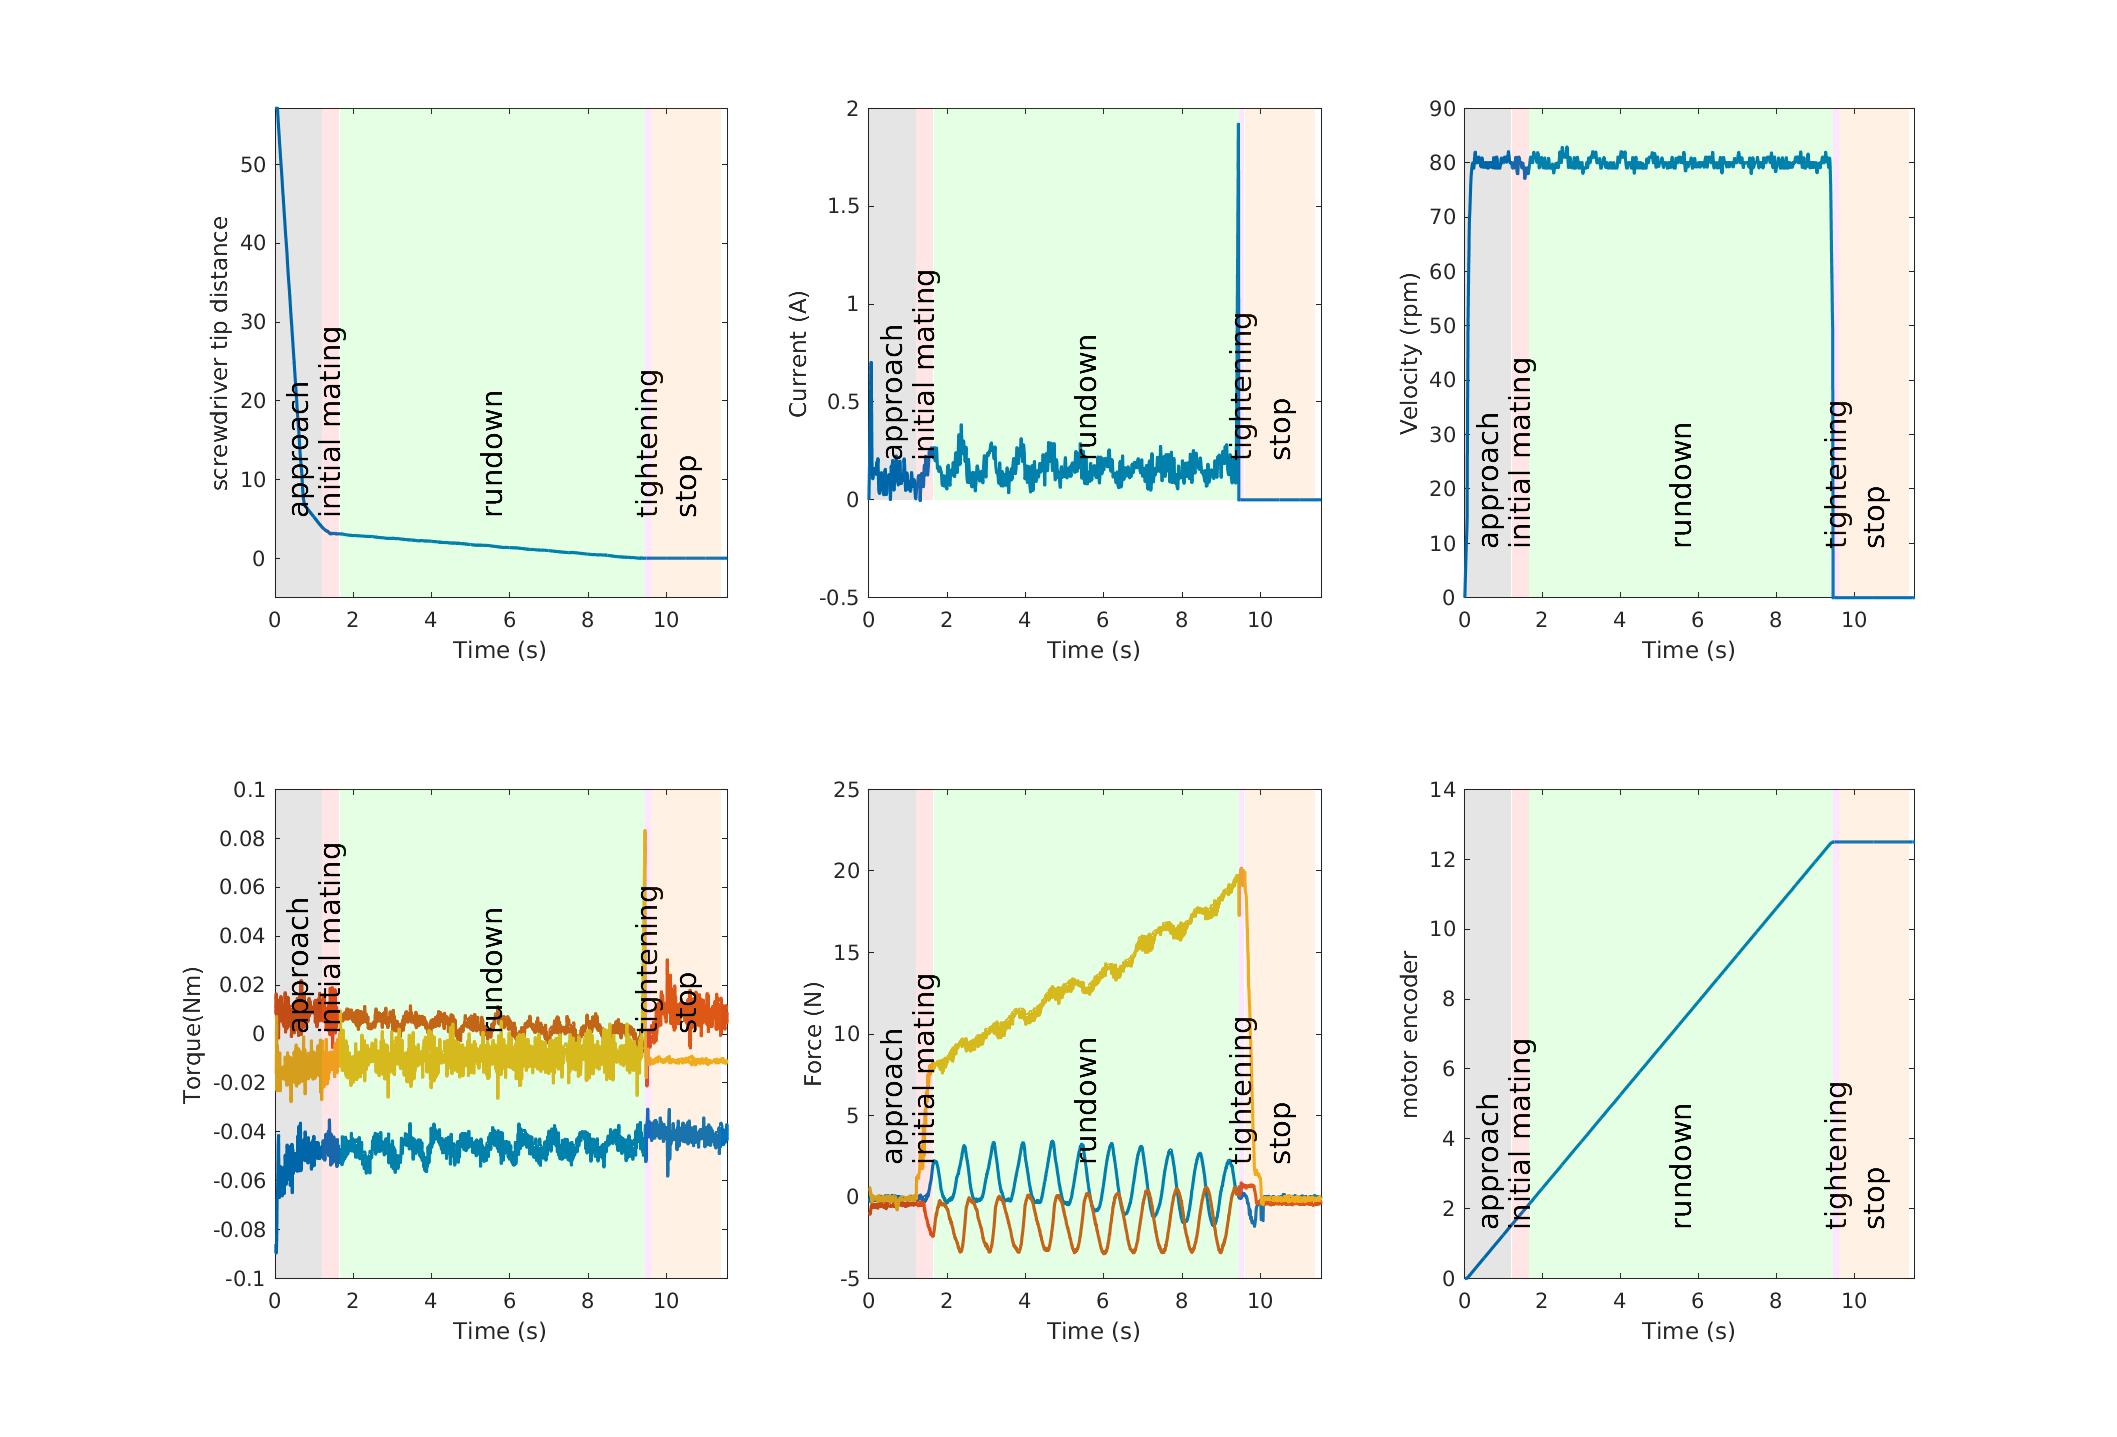 screwdriver tip distance
50
40
30
20
10
0
approach
initial mating
rundown
tightening
stop
0 2 4 6 8 10
Time (s)
Current (A)
2
1.5
1
0.5
0
-0.5
approach
initial mating
rundown
tightening
stop
0 2 4 6 8 10
Time (s)
Velocity (rpm)
90
80
70
60
50
40
30
20
10
0
approach
initial mating
rundown
tightening
stop
0 2 4 6 8 10
Time (s)
Torque(Nm)
0.1
0.08
0.06
0.04
0.02
0
-0.02
-0.04
-0.06
-0.08
-0.1
approach
initial mating
rundown
tightening
stop
0 2 4 6 8 10
Time (s)
Force (N)
25
20
15
10
5
0
-5
approach
initial mating
rundown
tightening
stop
0 2 4 6 8 10
Time (s)
motor encoder
14
12
10
8
6
4
2
0
approach
initial mating
rundown
tightening
stop
0 2 4 6 8 10
Time (s)